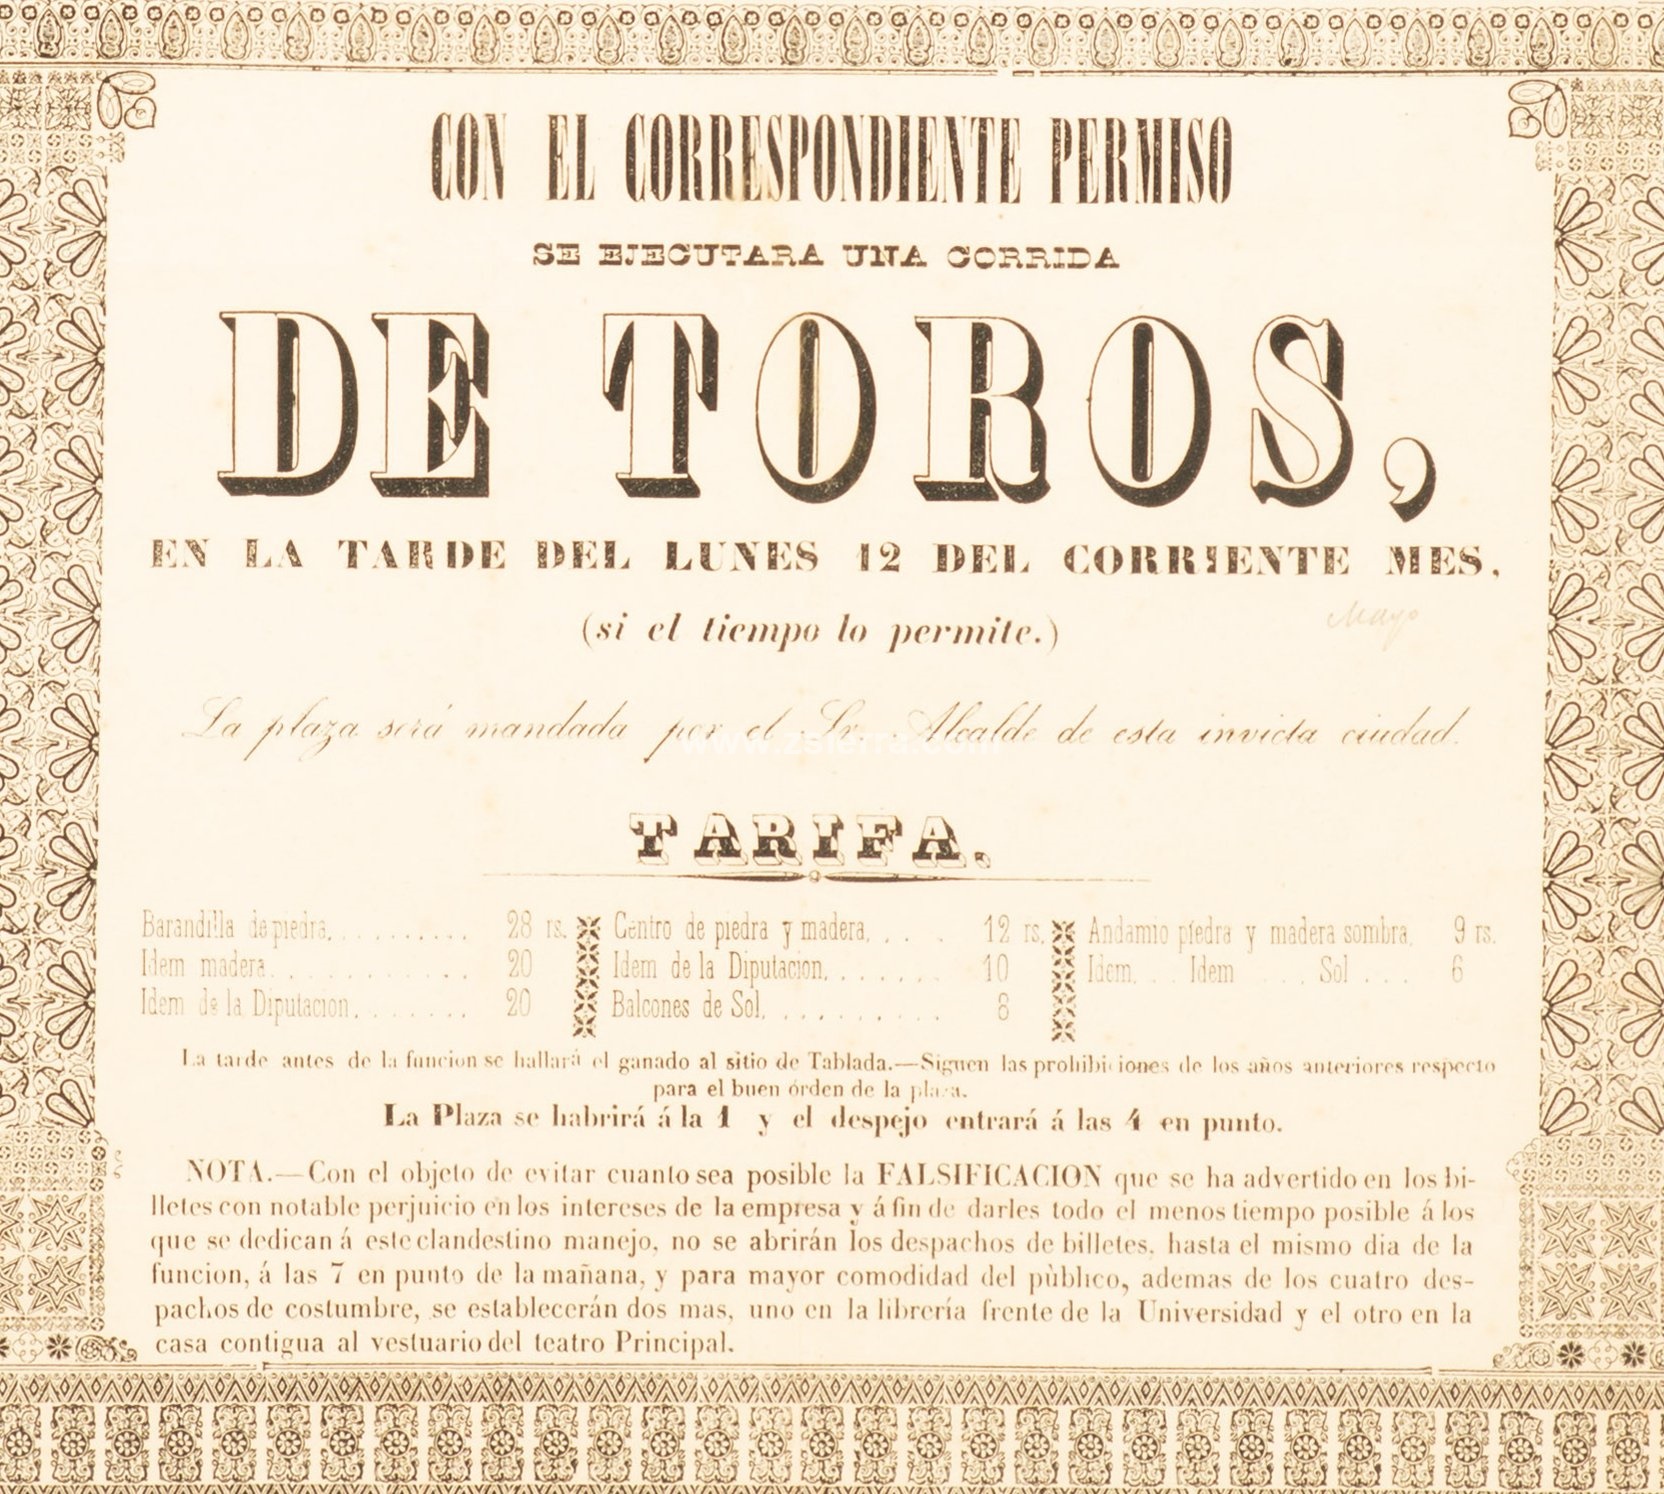 CON EL CORRESPONDIENTE PERMISO
SE EJECUTARA UNA CORRIDA
DE TOROS,
EN LA TARDE DEL LUNES 12 DEL CORRIENTE MES,
Mayo
(si el tiempo lo permite.)
La plaza será mandada por el Sr. Alcalde de esta invicta ciudad.
www.zsierra.com
TARIFA.
Barandilla de piedra. . . . . . . . . . 28 rs. Centro de piedra y madera. . . . 12 rs. Andamio piedra y madera sombra. 9 rs.
Idem madera. . . . . . . . . . . 20 Idem de la Diputacion. . . . . . . 10 Idem. . . Idem . . . Sol . . . 6
Idem de la Diputacion. . . . . . . 20 Balcones de Sol. . . . . . . . . . 8
La tarde antes de la funcion se hallará el ganado al sitio de Tablada.—Siguen las prohibiciones de los años anteriores respecto
para el buen órden de la plaza.
La Plaza se habrirá á la 1 y el despejo entrará á las 4 en punto.
NOTA.—Con el objeto de evitar cuanto sea posible la FALSIFICACION que se ha advertido en los bi-
lletes con notable perjuicio en los intereses de la empresa y á fin de darles todo el menos tiempo posible á los
que se dedican á este clandestino manejo, no se abrirán los despachos de billetes, hasta el mismo dia de la
funcion, á las 7 en punto de la mañana, y para mayor comodidad del pùblico, ademas de los cuatro des-
pachos de costumbre, se establecerán dos mas, uno en la librería frente de la Universidad y el otro en la
casa contigua al vestuario del teatro Principal.